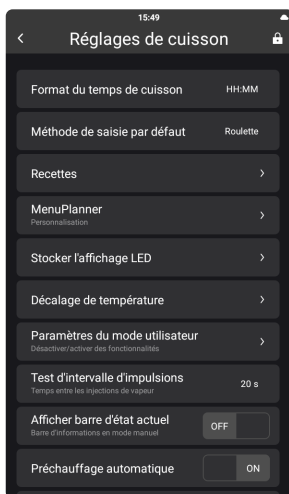 15:49
Réglages de cuisson
Format du temps de cuisson HH:MM
Méthode de saisie par défaut Roulette
Recettes
MenuPlanner
Personnalisation
Stocker l'affichage LED
Décalage de température
Paramètres du mode utilisateur
Désactiver/activer des fonctionnalités
Test d'intervalle d'impulsions
Temps entre les injections de vapeur
20 s
Afficher barre d'état actuel
Barre d'informations en mode manuel
OFF
Préchauffage automatique ON